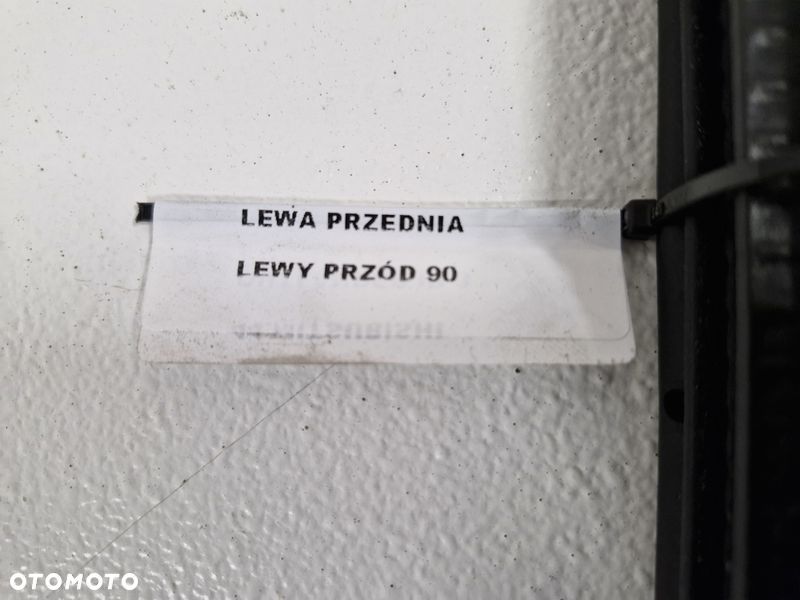 LEWA PRZEDNIA
LEWY PRZÓD 90
OTOMOTO